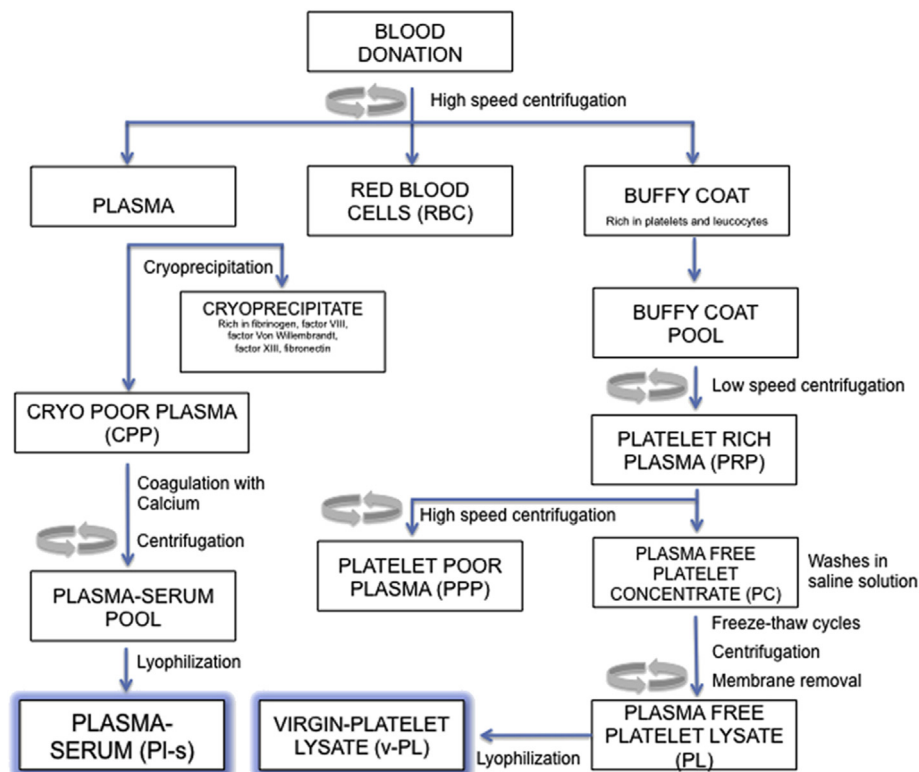 BLOOD
DONATION
High speed centrifugation
PLASMA
RED BLOOD
CELLS (RBC)
BUFFY COAT
Rich in platelets and leucocytes
Cryoprecipitation
CRYOPRECIPITATE
Rich in fibrinogen, factor VIII,
factor Von Willembrandt,
factor XIII, fibronectin
BUFFY COAT
POOL
Low speed centrifugation
CRYO POOR PLASMA
(CPP)
PLATELET RICH
PLASMA (PRP)
Coagulation with
Calcium
Centrifugation
High speed centrifugation
PLATELET POOR
PLASMA (PPP)
PLASMA FREE
PLATELET
CONCENTRATE (PC)
Washes in
saline solution
PLASMA-SERUM
POOL
Freeze-thaw cycles
Centrifugation
Membrane removal
Lyophilization
PLASMA-
SERUM (Pl-s)
VIRGIN-PLATELET
LYSATE (v-PL)
Lyophilization
PLASMA FREE
PLATELET LYSATE
(PL)